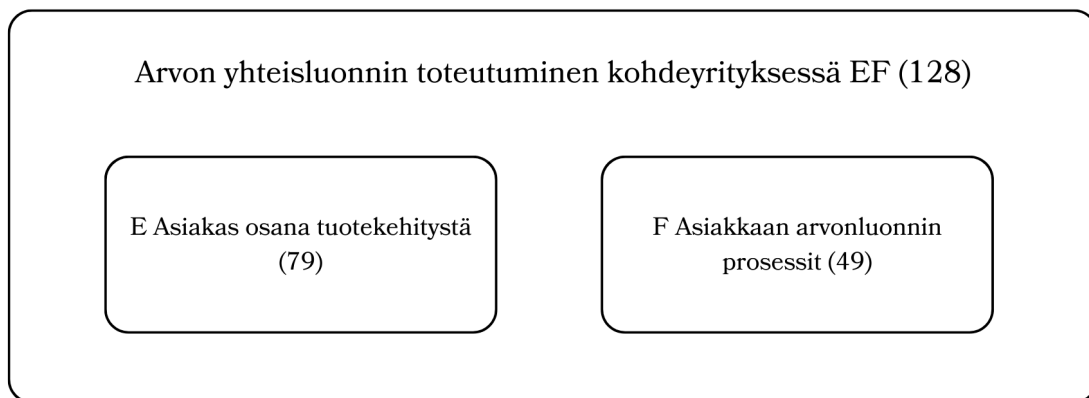 Arvon yhteisluonnin toteutuminen kohdeyrityksessä EF (128)
E Asiakas osana tuotekehitystä
(79)
F Asiakkaan arvonluonnin
prosessit (49)